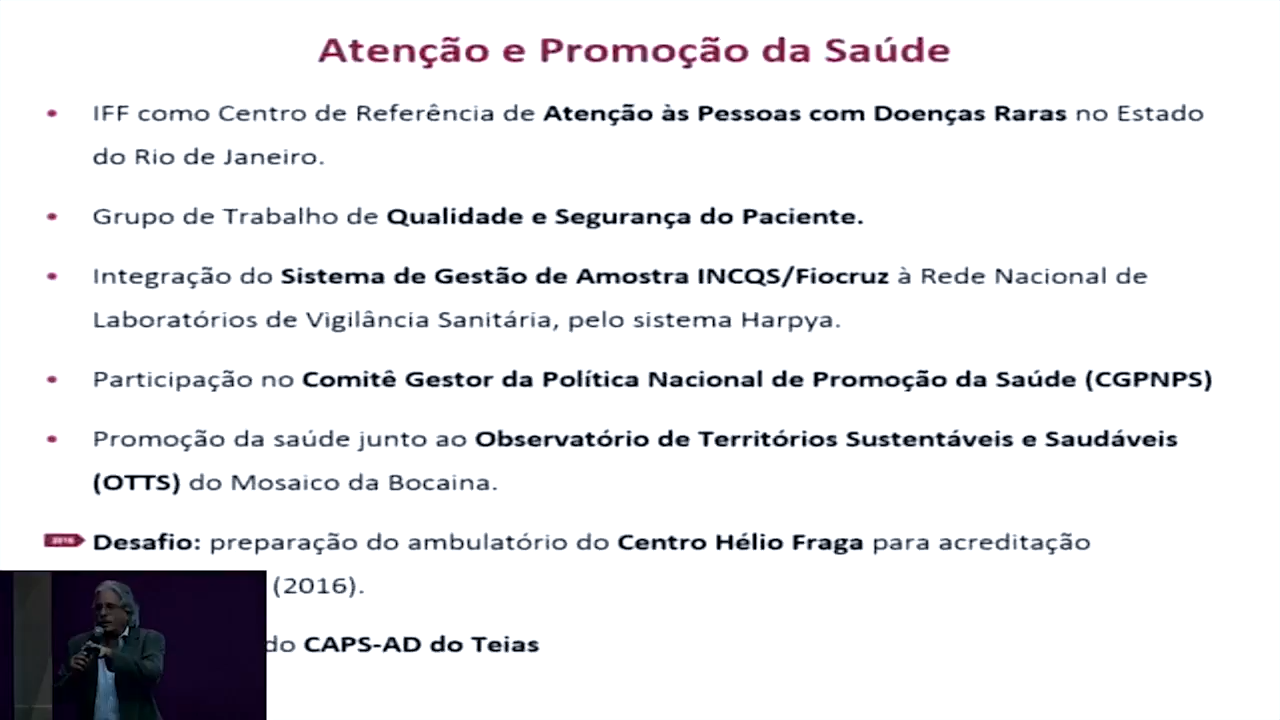 Atenção e Promoção da Saúde
• IFF como Centro de Referência de Atenção às Pessoas com Doenças Raras no Estado
do Rio de Janeiro.
• Grupo de Trabalho de Qualidade e Segurança do Paciente.
• Integração do Sistema de Gestão de Amostra INCQS/Fiocruz à Rede Nacional de
Laboratórios de Vigilância Sanitária, pelo sistema Harpya.
• Participação no Comitê Gestor da Política Nacional de Promoção da Saúde (CGPNPS)
• Promoção da saúde junto ao Observatório de Territórios Sustentáveis e Saudáveis
(OTTS) do Mosaico da Bocaina.
2016 Desafio: preparação do ambulatório do Centro Hélio Fraga para acreditação
(2016).
do CAPS-AD do Teias